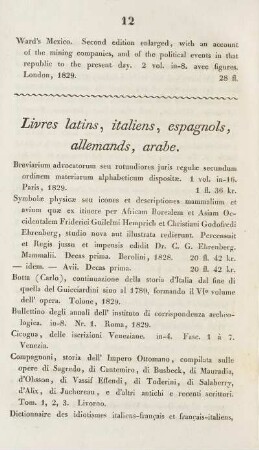 12
Ward's Mexico. Second edition enlarged, with an account
of the mining companies, and of the political events in that
republic to the present day. 2 vol. in-8. avec figures.
London, 1829. 28 fl.
Livres latins, italiens, espagnols,
allemands, arabe.
Breviarium advocatorum seu rotundiores juris regulæ secundum
ordinem materiarum alphabeticum dispositæ. 1 vol. in-16.
Paris, 1829. 1 fl. 36 kr.
Symbolæ physicæ seu icones et descriptiones mammalium et
avium quæ ex itinere per African Borealem et Asiam Oc-
cidentalem Friderici Guilelmi Hemprich et Christiani Godofredi
Ehrenberg, studio nova aut illustrata redierunt. Percensuit
et Regis jussu et impensis edidit Dr. C. G. Ehrenberg.
Mammalii. Decas prima. Berolini, 1828. 20 fl. 42 kr.
— idem. — Avii. Decas prima. 20 fl. 42 kr.
Botta (Carlo), continuazione della storia d'Italia dal fine di
quella del Guicciardini sino al 1789, formando il VI° volume
dell' opera. Tolone, 1829.
Bullettino degli annali dell' instituto di corrispondenza archeo-
logica. in-8. Nr. 1. Roma, 1829.
Cicogna, delle iscrizioni Veneziane. in-4. Fasc. 1 à 7.
Venezia.
Compagnoni, storia dell' Impero Ottomano, compilata sulle
opere di Sagredo, di Cantemiro, di Busbeck, di Mauradia,
d'Ohsson, di Vassif Effendi, di Toderini, di Salaberry,
d'Alix, di Juchereau, e d'altri antichi e recenti scrittori.
Tom. 1, 2, 3. Livorno.
Dictionnaire des idiotismes italiens-français et français-italiens,